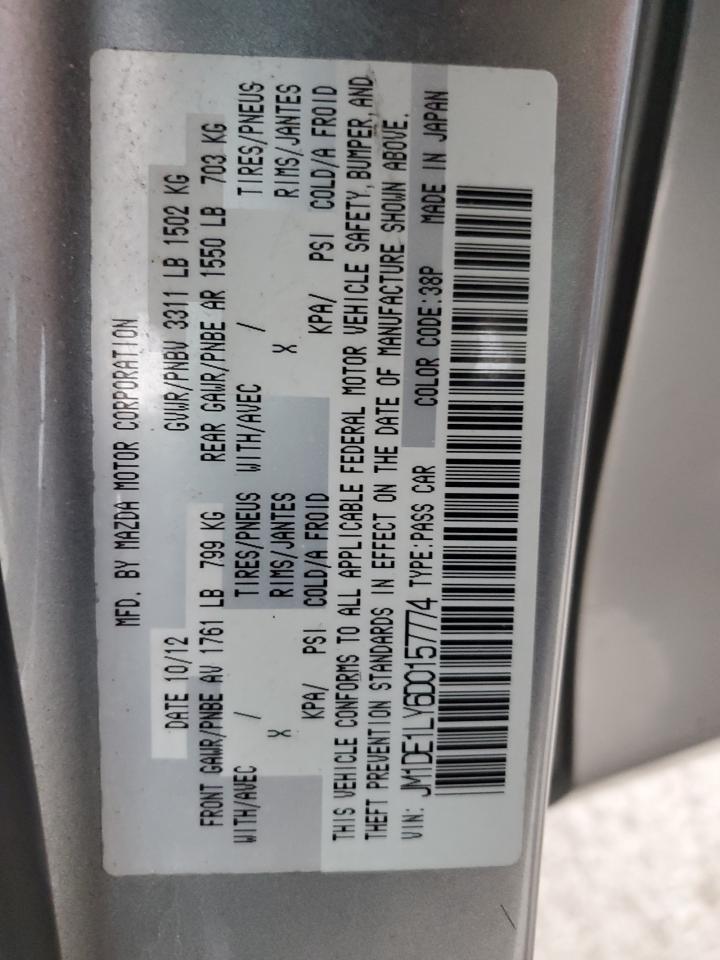 MFD. BY MAZDA MOTOR CORPORATION
DATE 10/12 GVWR/PNBV 3311 LB 1502 KG
FRONT GAWR/PNBE AV 1761 LB 799 KG REAR GAWR/PNBE AR 1550 LB 703 KG
WITH/AVEC / TIRES/PNEUS WITH/AVEC / TIRES/PNEUS
X RIMS/JANTES X RIMS/JANTES
KPA/ PSI COLD/A FROID KPA/ PSI COLD/A FROID
THIS VEHICLE CONFORMS TO ALL APPLICABLE FEDERAL MOTOR VEHICLE SAFETY, BUMPER, AND
THEFT PREVENTION STANDARDS IN EFFECT ON THE DATE OF MANUFACTURE SHOWN ABOVE.
VIN: JM1DE1LY6D0157774 TYPE:PASS CAR COLOR CODE:38P MADE IN JAPAN